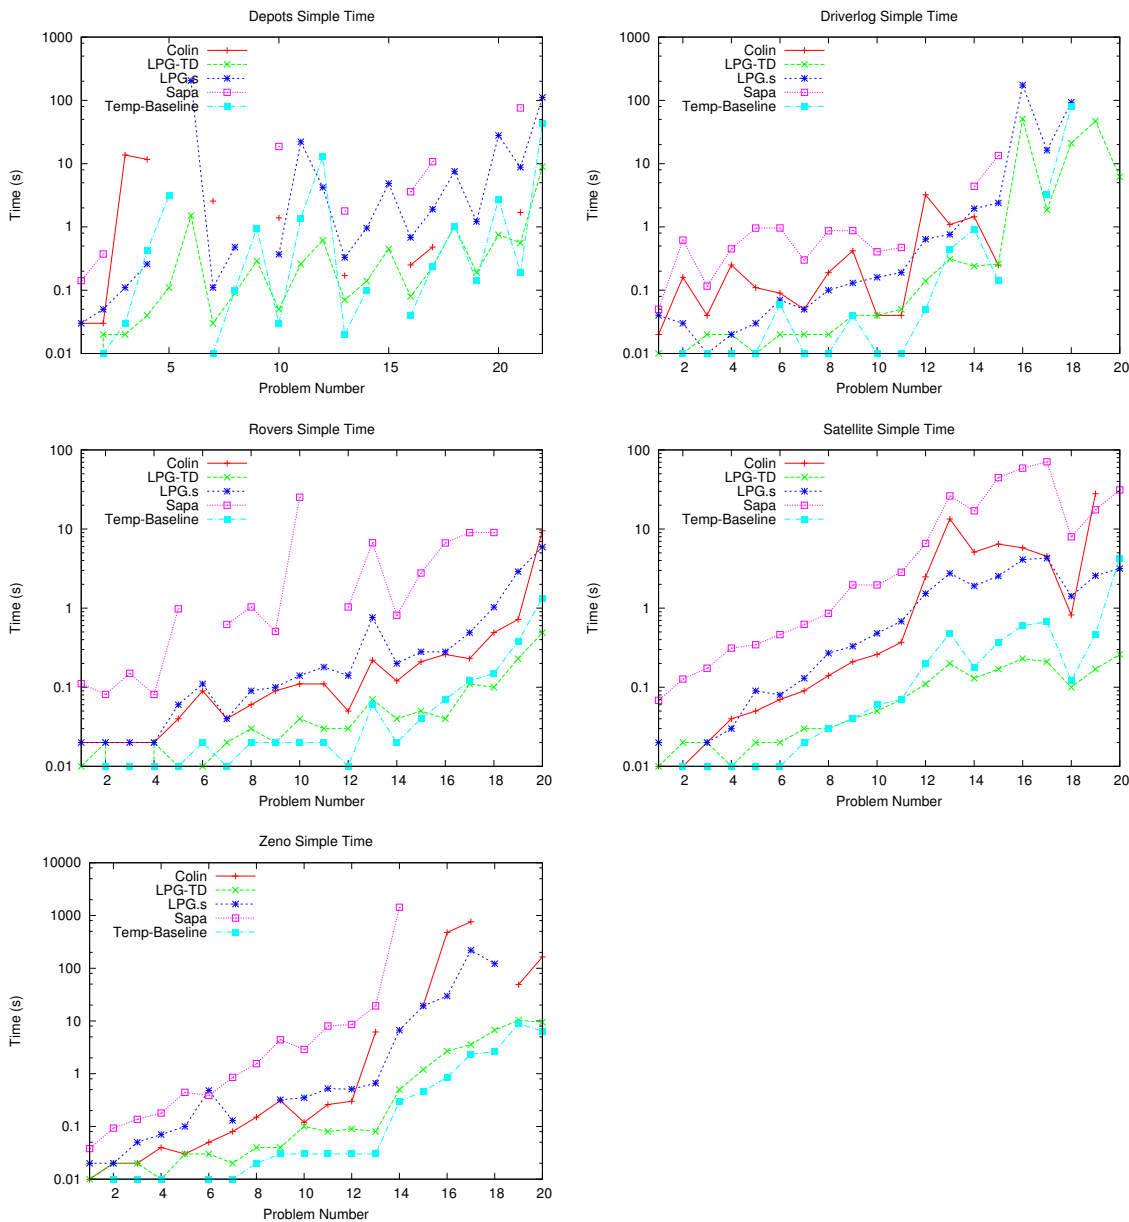 Depots Simple Time
1000
100
10
1
0.1
0.01
Time (s)
Colin
LPG-TD
LPG.s
Sapa
Temp-Baseline
5 10 15 20
Problem Number
Driverlog Simple Time
1000
100
10
1
0.1
0.01
Time (s)
Colin
LPG-TD
LPG.s
Sapa
Temp-Baseline
2 4 6 8 10 12 14 16 18 20
Problem Number
Rovers Simple Time
100
10
1
0.1
0.01
Time (s)
Colin
LPG-TD
LPG.s
Sapa
Temp-Baseline
2 4 6 8 10 12 14 16 18 20
Problem Number
Satellite Simple Time
100
10
1
0.1
0.01
Time (s)
Colin
LPG-TD
LPG.s
Sapa
Temp-Baseline
2 4 6 8 10 12 14 16 18 20
Problem Number
Zeno Simple Time
10000
1000
100
10
1
0.1
0.01
Time (s)
Colin
LPG-TD
LPG.s
Sapa
Temp-Baseline
2 4 6 8 10 12 14 16 18 20
Problem Number